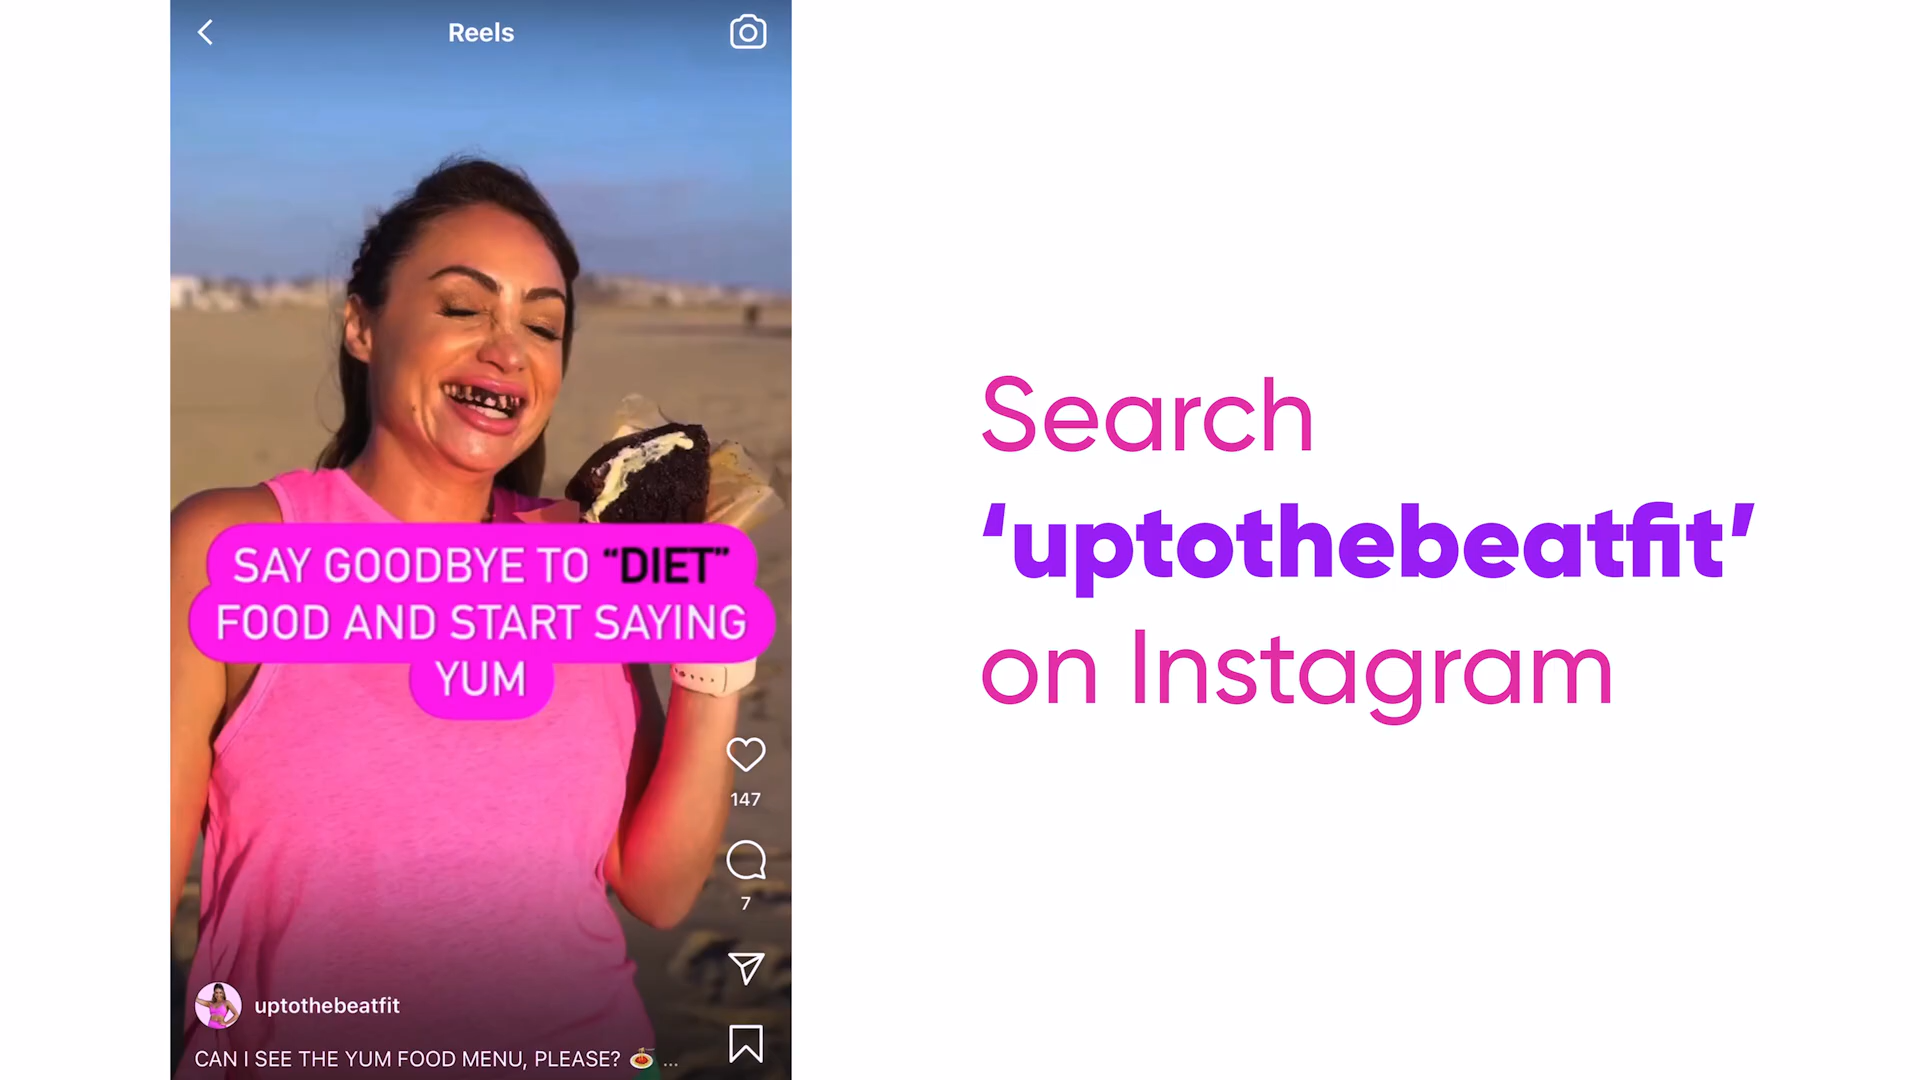 Reels
SAY GOODBYE TO “DIET”
FOOD AND START SAYING
YUM
147
7
uptothebeatfit
CAN I SEE THE YUM FOOD MENU, PLEASE? 🍝 ...
Search
‘uptothebeatfit’
on Instagram